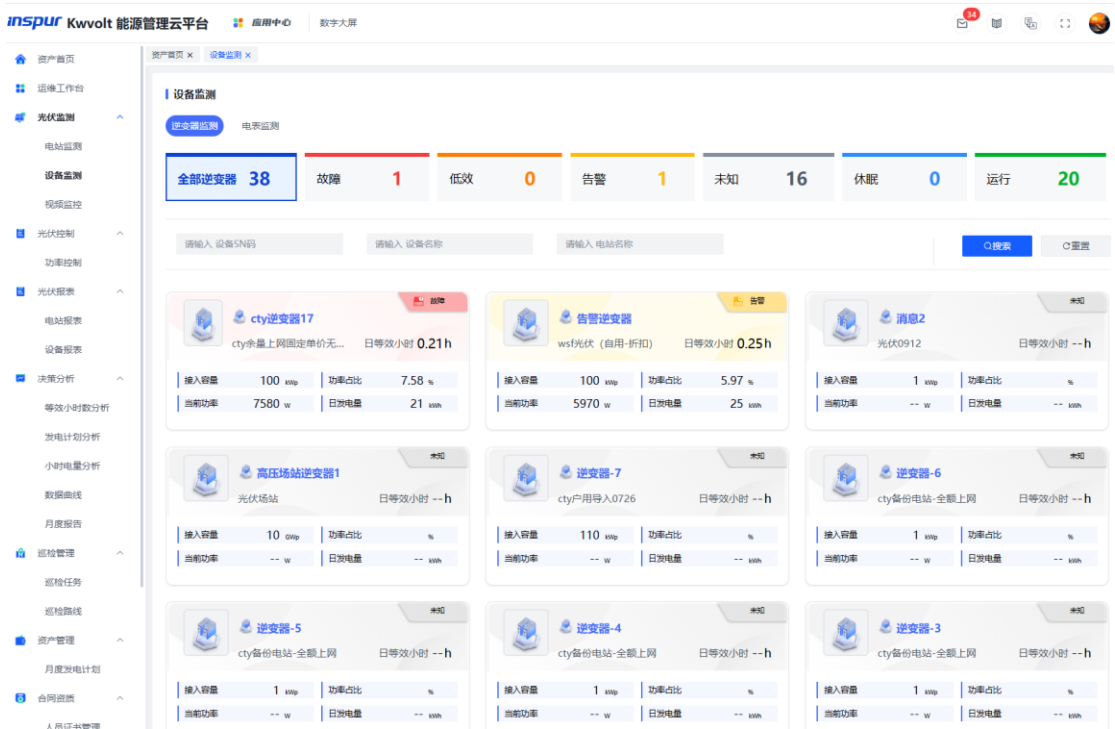 inspur Kwvolt 能源管理云平台 应用中心 数字大屏 34
资产首页
运维工作台
光伏监测
电站监测
设备监测
视频监控
光伏控制
功率控制
光伏报表
电站报表
设备报表
决策分析
等效小时数分析
发电计划分析
小时电量分析
数据曲线
月度报告
巡检管理
巡检任务
巡检路线
资产管理
月度发电计划
合同资质
人员证书管理
资产首页 × 设备监测 ×
设备监测
逆变器监测 电表监测
全部逆变器 38 故障 1 低效 0 告警 1 未知 16 休眠 0 运行 20
请输入 设备SN码 请输入 设备名称 请输入 电站名称 搜索 重置
故障
cty逆变器17
cty余量上网固定单价无... 日等效小时 0.21h
接入容量 100 kWp 功率占比 7.58 %
当前功率 7580 W 日发电量 21 kWh
告警
告警逆变器
wsf光伏（自用-折扣） 日等效小时 0.25h
接入容量 100 kWp 功率占比 5.97 %
当前功率 5970 W 日发电量 25 kWh
未知
消息2
光伏0912 日等效小时 --h
接入容量 1 kWp 功率占比 %
当前功率 -- W 日发电量 -- kWh
未知
高压场站逆变器1
光伏场站 日等效小时 --h
接入容量 10 GWp 功率占比 %
当前功率 -- W 日发电量 -- kWh
未知
逆变器-7
cty户用导入0726 日等效小时 --h
接入容量 110 kWp 功率占比 %
当前功率 -- W 日发电量 -- kWh
未知
逆变器-6
cty备份电站-全额上网 日等效小时 --h
接入容量 1 kWp 功率占比 %
当前功率 -- W 日发电量 -- kWh
未知
逆变器-5
cty备份电站-全额上网 日等效小时 --h
接入容量 1 kWp 功率占比 %
当前功率 -- W 日发电量 -- kWh
未知
逆变器-4
cty备份电站-全额上网 日等效小时 --h
接入容量 1 kWp 功率占比 %
当前功率 -- W 日发电量 -- kWh
未知
逆变器-3
cty备份电站-全额上网 日等效小时 --h
接入容量 1 kWp 功率占比 %
当前功率 -- W 日发电量 -- kWh